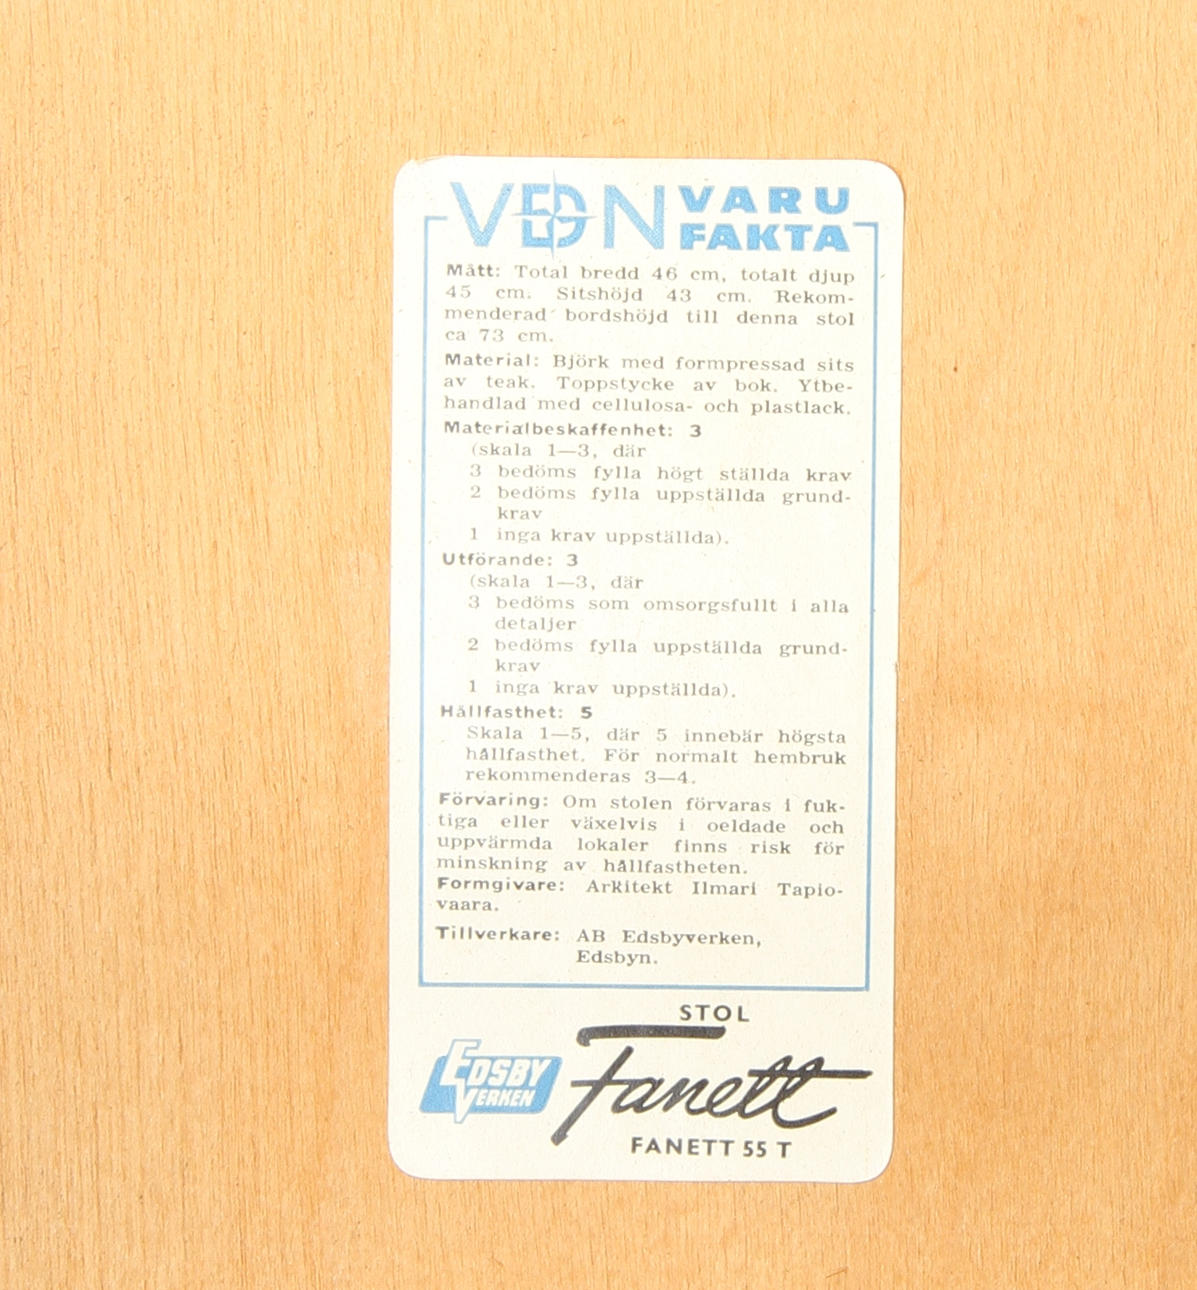 VDN VARU
FAKTA
Mått: Total bredd 46 cm, totalt djup
45 cm. Sitshöjd 43 cm. Rekom-
menderad bordshöjd till denna stol
ca 73 cm.
Material: Björk med formpressad sits
av teak. Toppstycke av bok. Ytbe-
handlad med cellulosa- och plastlack.
Materialbeskaffenhet: 3
(skala 1—3, där
3 bedöms fylla högt ställda krav
2 bedöms fylla uppställda grund-
krav
1 inga krav uppställda).
Utförande: 3
(skala 1—3, där
3 bedöms som omsorgsfullt i alla
detaljer
2 bedöms fylla uppställda grund-
krav
1 inga krav uppställda).
Hållfasthet: 5
Skala 1—5, där 5 innebär högsta
hållfasthet. För normalt hembruk
rekommenderas 3—4.
Förvaring: Om stolen förvaras i fuk-
tiga eller växelvis i oeldade och
uppvärmda lokaler finns risk för
minskning av hållfastheten.
Formgivare: Arkitekt Ilmari Tapio-
vaara.
Tillverkare: AB Edsbyverken,
Edsbyn.
STOL
EDSBY
VERKEN
Fanett
FANETT 55 T